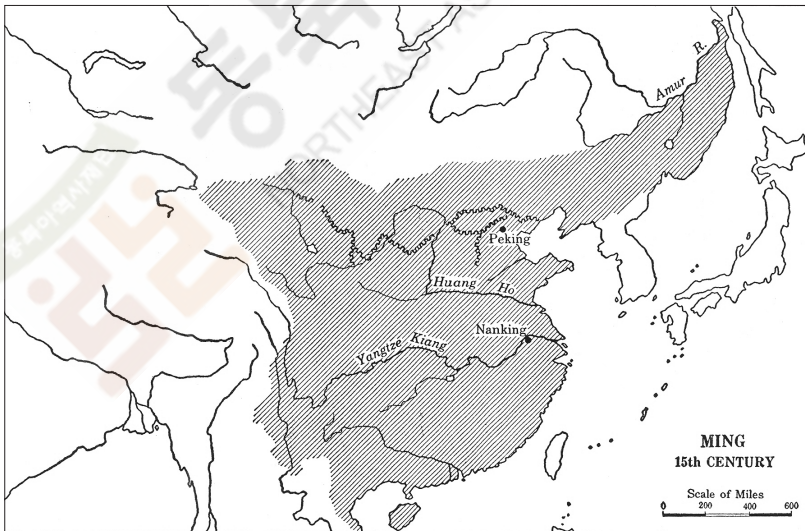 Amur R.
Peking
Huang Ho
Nanking
Yangtze Kiang
MING
15th CENTURY
Scale of Miles
0 200 400 600